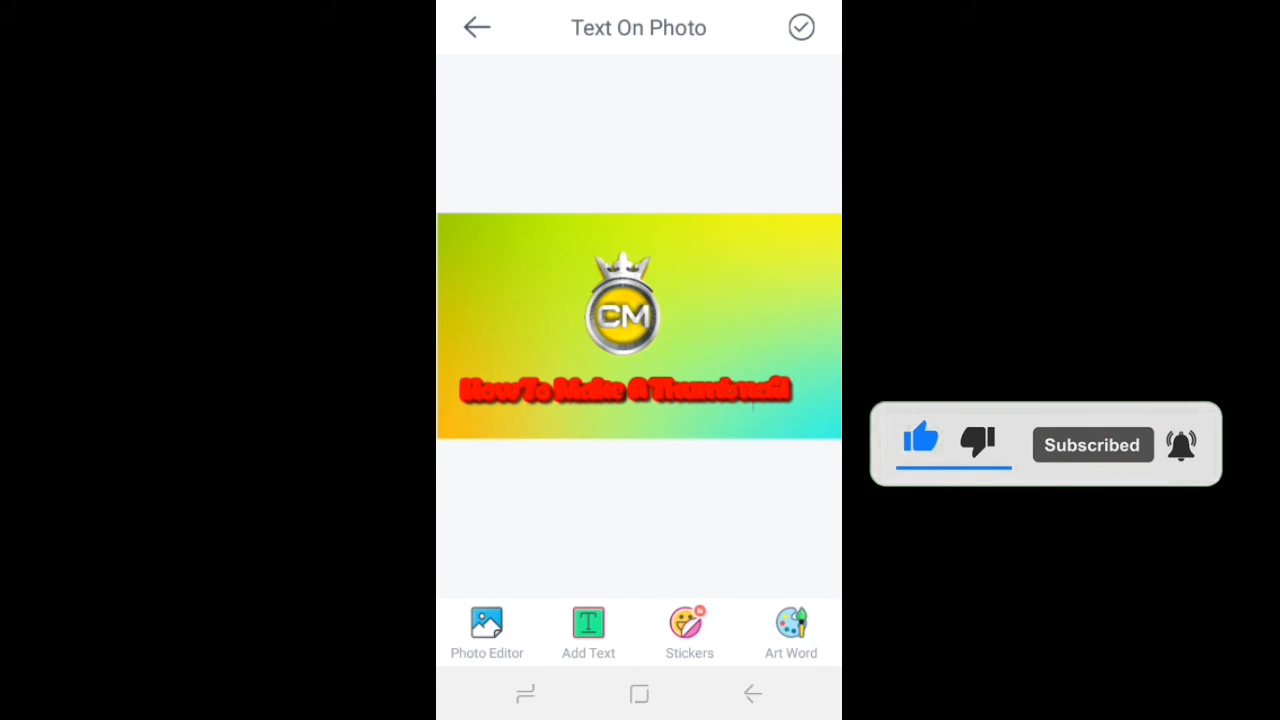 Text On Photo
CM
How To Make A Thumbnail
Subscribed
N
Photo Editor
Add Text
Stickers
Art Word